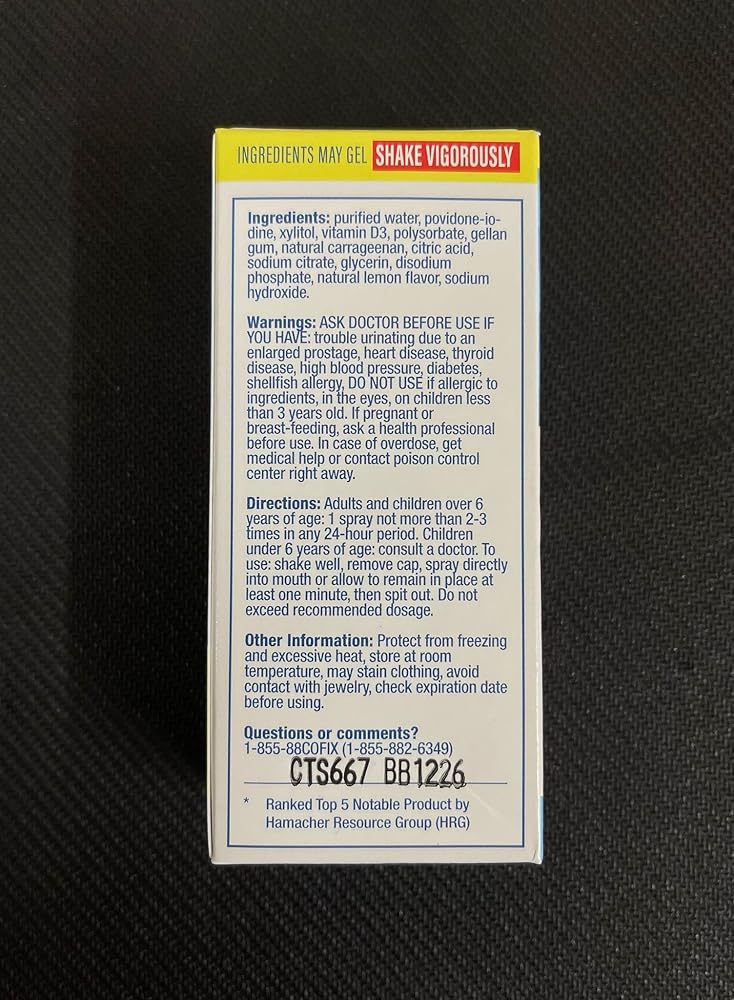 INGREDIENTS MAY GEL SHAKE VIGOROUSLY
Ingredients: purified water, povidone-io-
dine, xylitol, vitamin D3, polysorbate, gellan
gum, natural carrageenan, citric acid,
sodium citrate, glycerin, disodium
phosphate, natural lemon flavor, sodium
hydroxide.
Warnings: ASK DOCTOR BEFORE USE IF
YOU HAVE: trouble urinating due to an
enlarged prostage, heart disease, thyroid
disease, high blood pressure, diabetes,
shellfish allergy, DO NOT USE if allergic to
ingredients, in the eyes, on children less
than 3 years old. If pregnant or
breast-feeding, ask a health professional
before use. In case of overdose, get
medical help or contact poison control
center right away.
Directions: Adults and children over 6
years of age: 1 spray not more than 2-3
times in any 24-hour period. Children
under 6 years of age: consult a doctor. To
use: shake well, remove cap, spray directly
into mouth or allow to remain in place at
least one minute, then spit out. Do not
exceed recommended dosage.
Other Information: Protect from freezing
and excessive heat, store at room
temperature, may stain clothing, avoid
contact with jewelry, check expiration date
before using.
Questions or comments?
1-855-88COFIX (1-855-882-6349)
CTS667 BB1226
* Ranked Top 5 Notable Product by
Hamacher Resource Group (HRG)